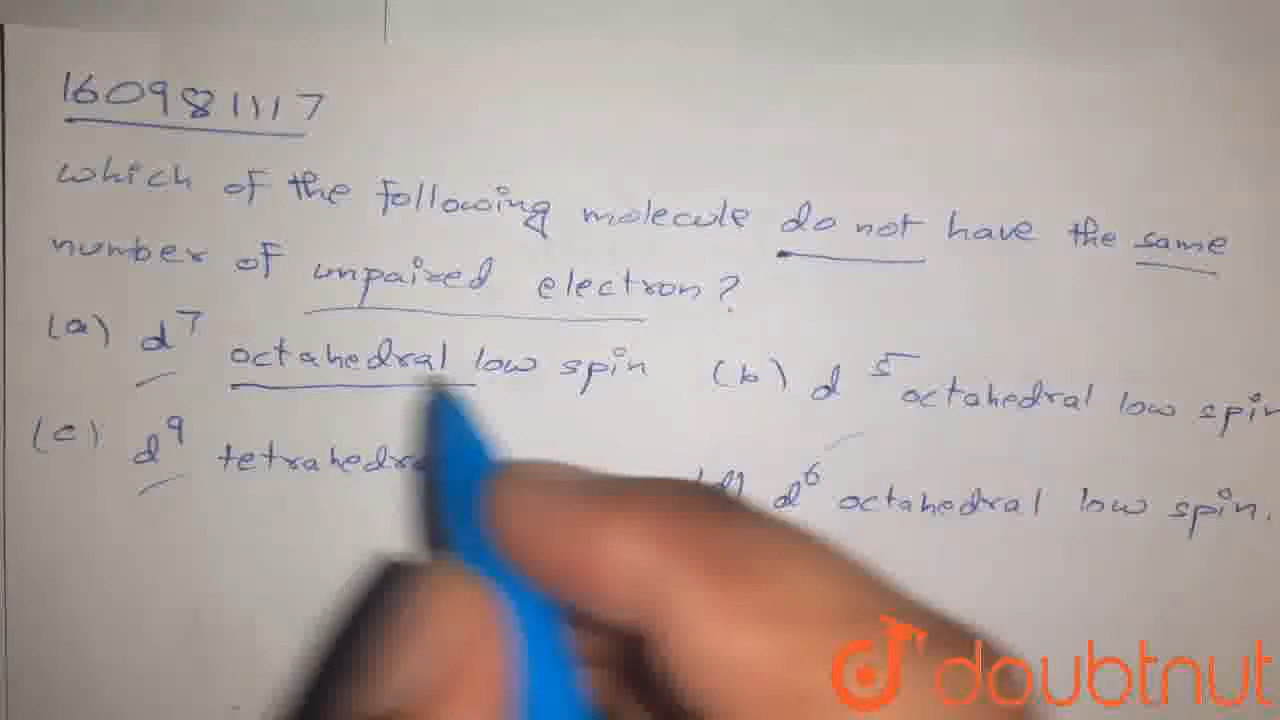 160981117
which of the following molecule do not have the same
number of unpaired electron?
(a) d⁷ octahedral low spin (b) d⁵ octahedral low spin
(c) d⁹ (d) d⁶ octahedral low spin.
doubtnut